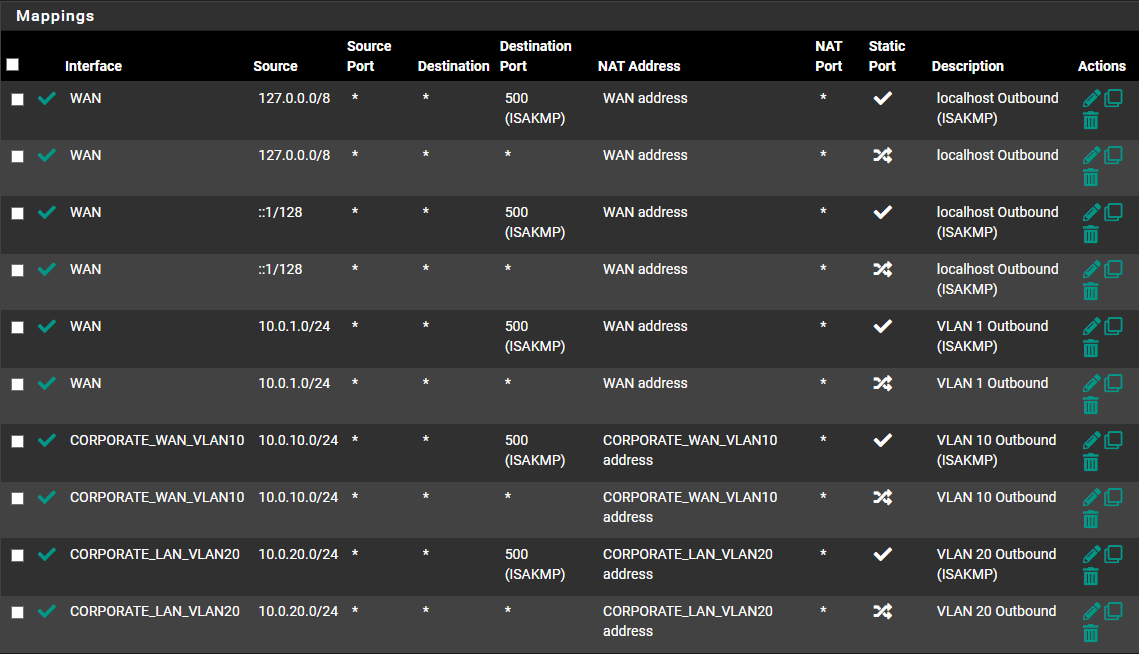 Mappings
Interface Source Source Port Destination Destination Port NAT Address NAT Port Static Port Description Actions
WAN 127.0.0.0/8 * * 500 WAN address * localhost Outbound
(ISAKMP) (ISAKMP)
WAN 127.0.0.0/8 * * * WAN address * localhost Outbound
WAN ::1/128 * * 500 WAN address * localhost Outbound
(ISAKMP) (ISAKMP)
WAN ::1/128 * * * WAN address * localhost Outbound
(ISAKMP)
WAN 10.0.1.0/24 * * 500 WAN address * VLAN 1 Outbound
(ISAKMP) (ISAKMP)
WAN 10.0.1.0/24 * * * WAN address * VLAN 1 Outbound
CORPORATE_WAN_VLAN10 10.0.10.0/24 * * 500 CORPORATE_WAN_VLAN10 * VLAN 10 Outbound
(ISAKMP) address (ISAKMP)
CORPORATE_WAN_VLAN10 10.0.10.0/24 * * * CORPORATE_WAN_VLAN10 * VLAN 10 Outbound
address
CORPORATE_LAN_VLAN20 10.0.20.0/24 * * 500 CORPORATE_LAN_VLAN20 * VLAN 20 Outbound
(ISAKMP) address (ISAKMP)
CORPORATE_LAN_VLAN20 10.0.20.0/24 * * * CORPORATE_LAN_VLAN20 * VLAN 20 Outbound
address